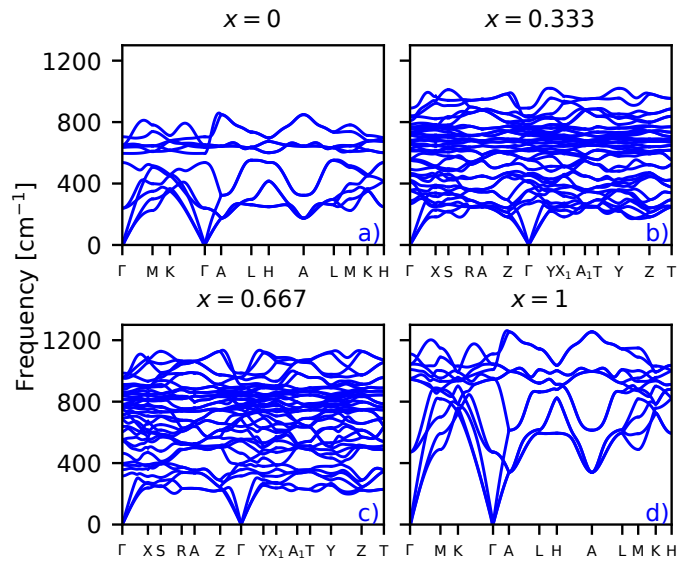 x = 0
x = 0.333
1200
800
400
0
a)
b)
Γ M K Γ A L H A L M K H
Γ X S R A Z Γ Y X₁ A₁ T Y Z T
Frequency [cm⁻¹]
x = 0.667
x = 1
1200
800
400
0
c)
d)
Γ X S R A Z Γ Y X₁ A₁ T Y Z T
Γ M K Γ A L H A L M K H